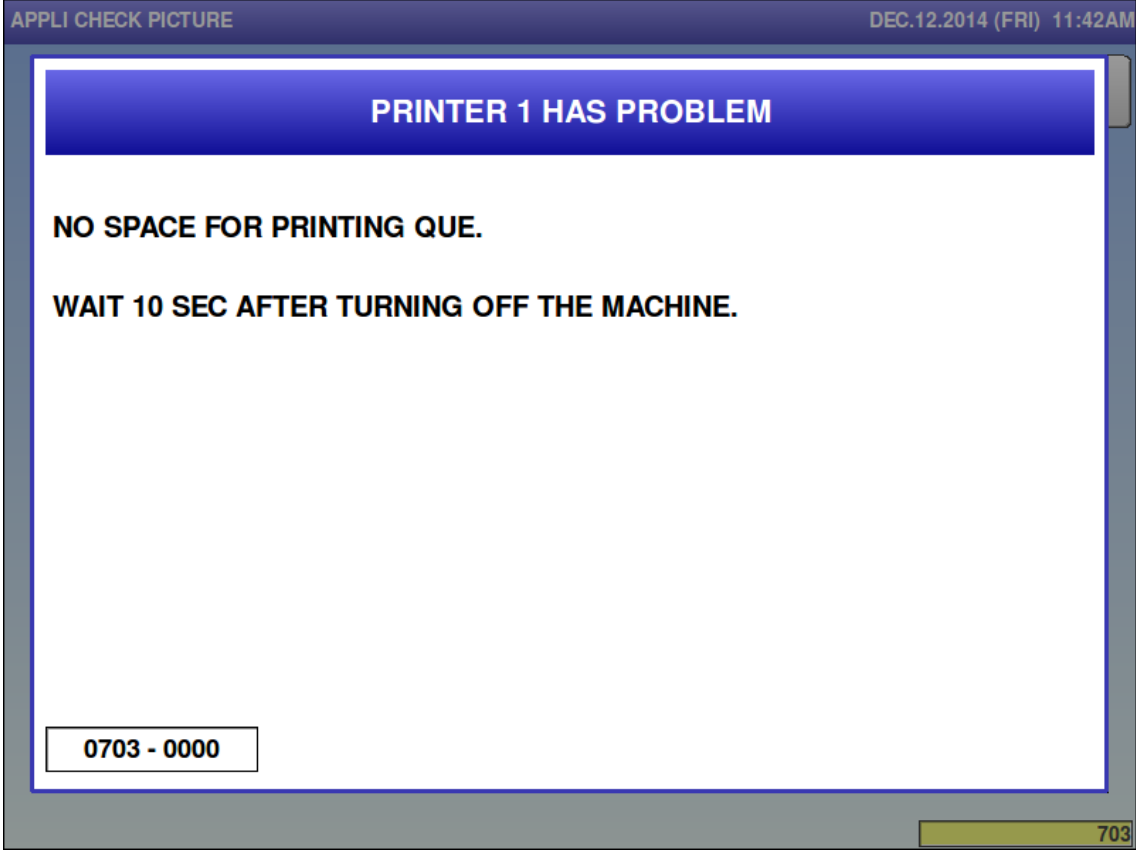 APPLI CHECK PICTURE DEC.12.2014 (FRI) 11:42AM
PRINTER 1 HAS PROBLEM
NO SPACE FOR PRINTING QUE.
WAIT 10 SEC AFTER TURNING OFF THE MACHINE.
0703 - 0000
703